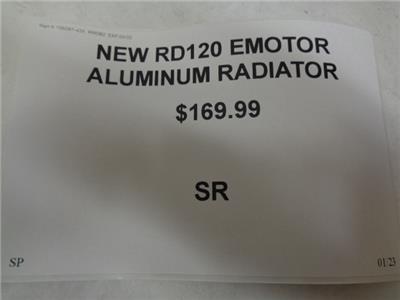 NEW RD120 EMOTOR
ALUMINUM RADIATOR
$169.99
SR
SP 01/23